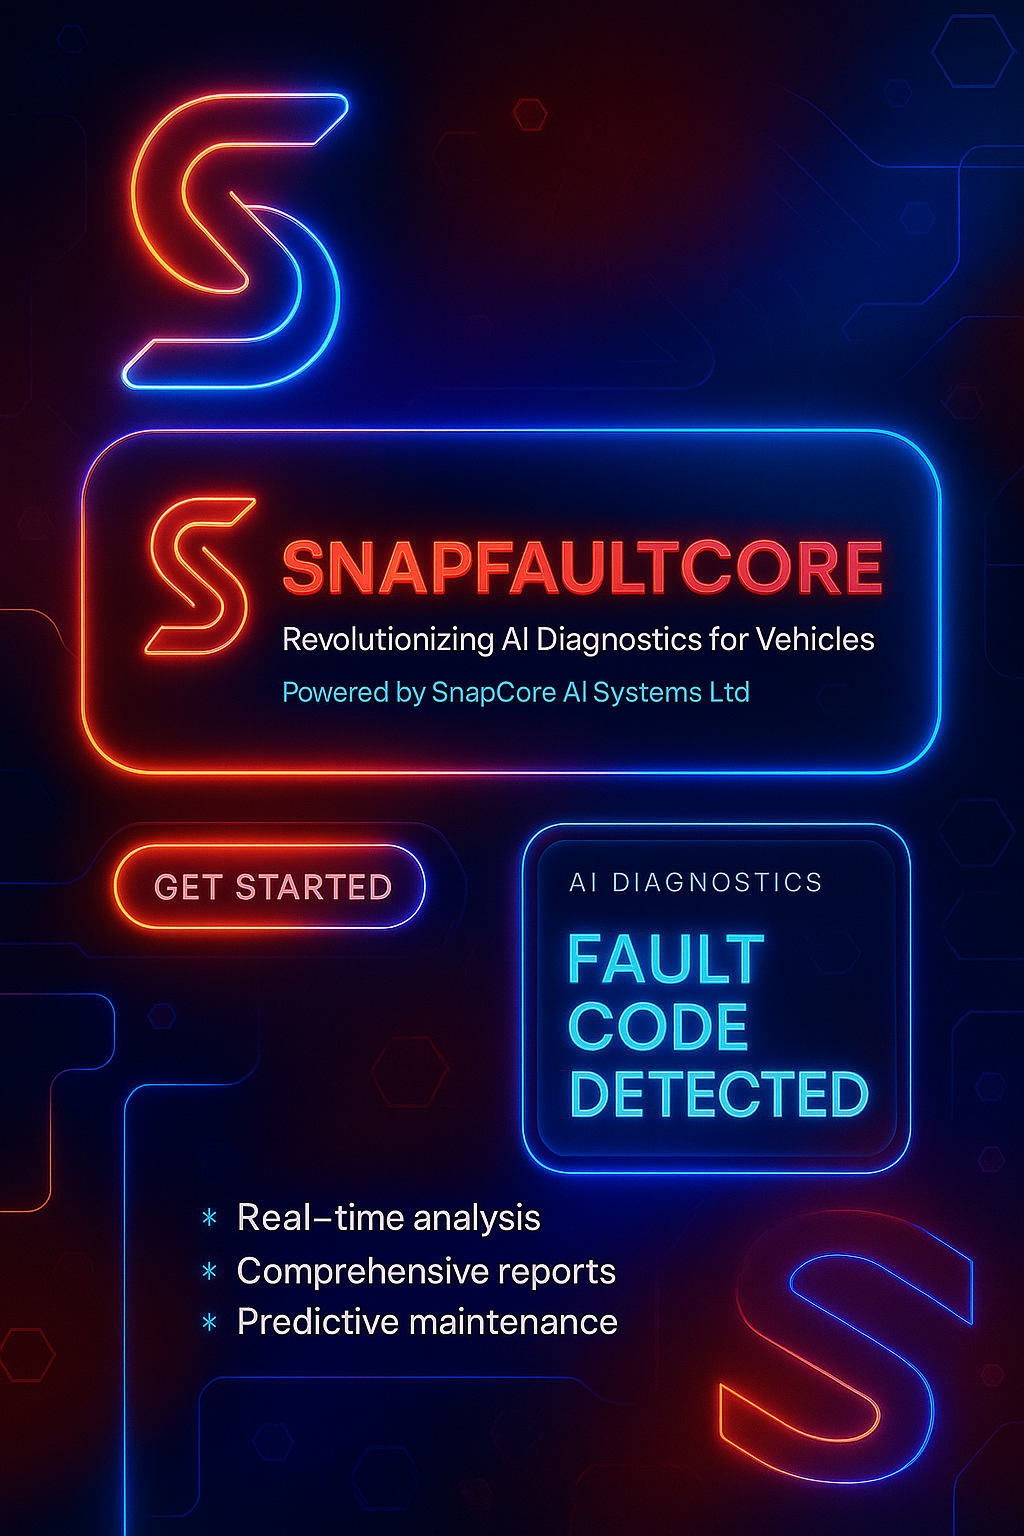 S
S
SNAPFAULTCORE
Revolutionizing AI Diagnostics for Vehicles
Powered by SnapCore AI Systems Ltd
GET STARTED
AI DIAGNOSTICS
FAULT
CODE
DETECTED
* Real–time analysis
* Comprehensive reports
* Predictive maintenance
S